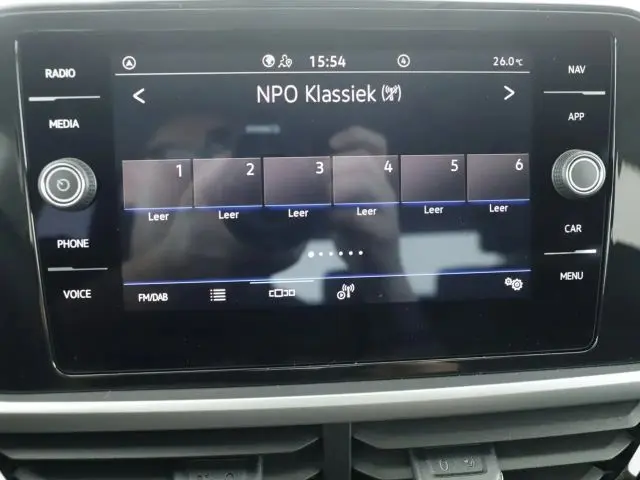 RADIO
MEDIA
PHONE
VOICE
15:54
4
26.0 °C
NPO Klassiek
1 2 3 4 5 6
Leer Leer Leer Leer Leer Leer
FM/DAB
NAV
APP
CAR
MENU